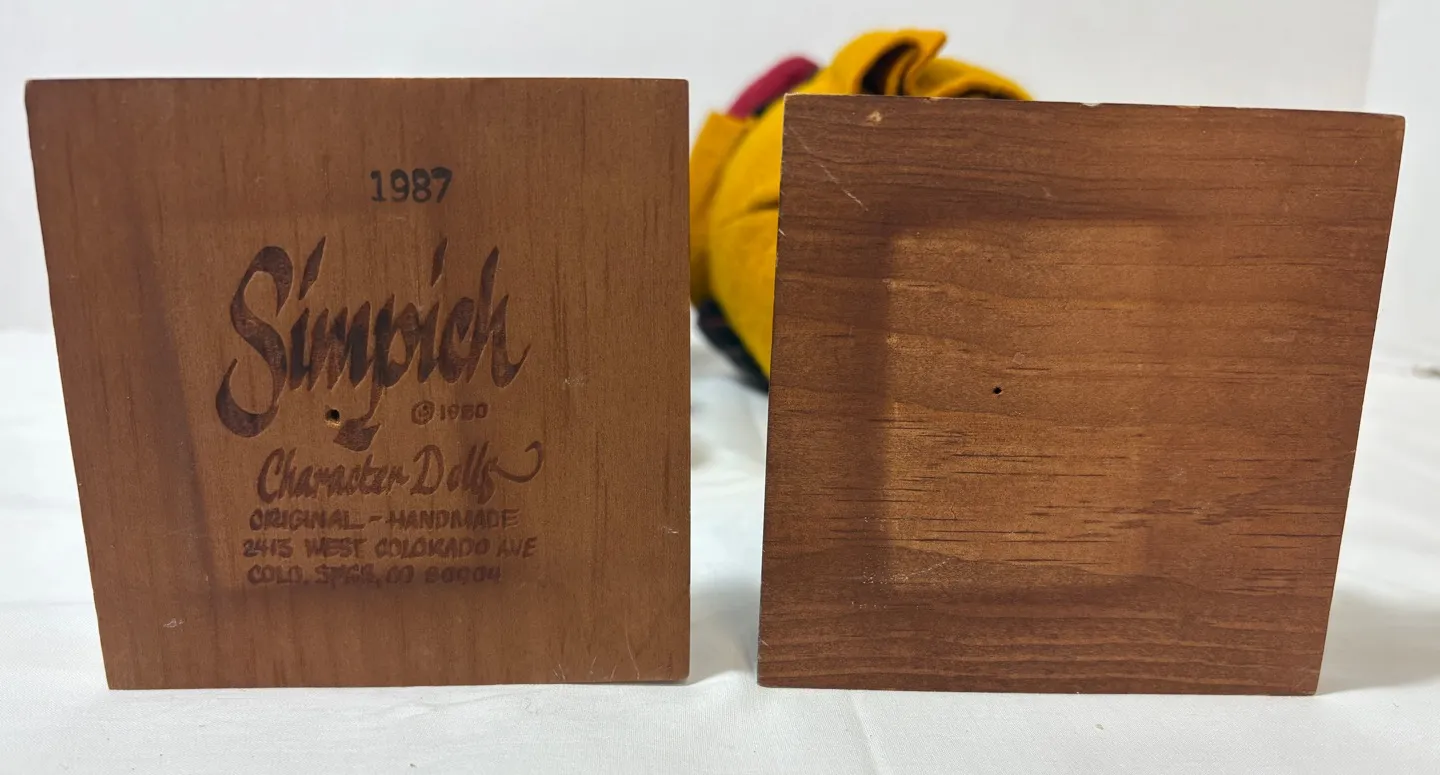 1987
Simpich
© 1980
Character Dolls
ORIGINAL - HANDMADE
2413 WEST COLORADO AVE
COLO. SPGS, CO 80904